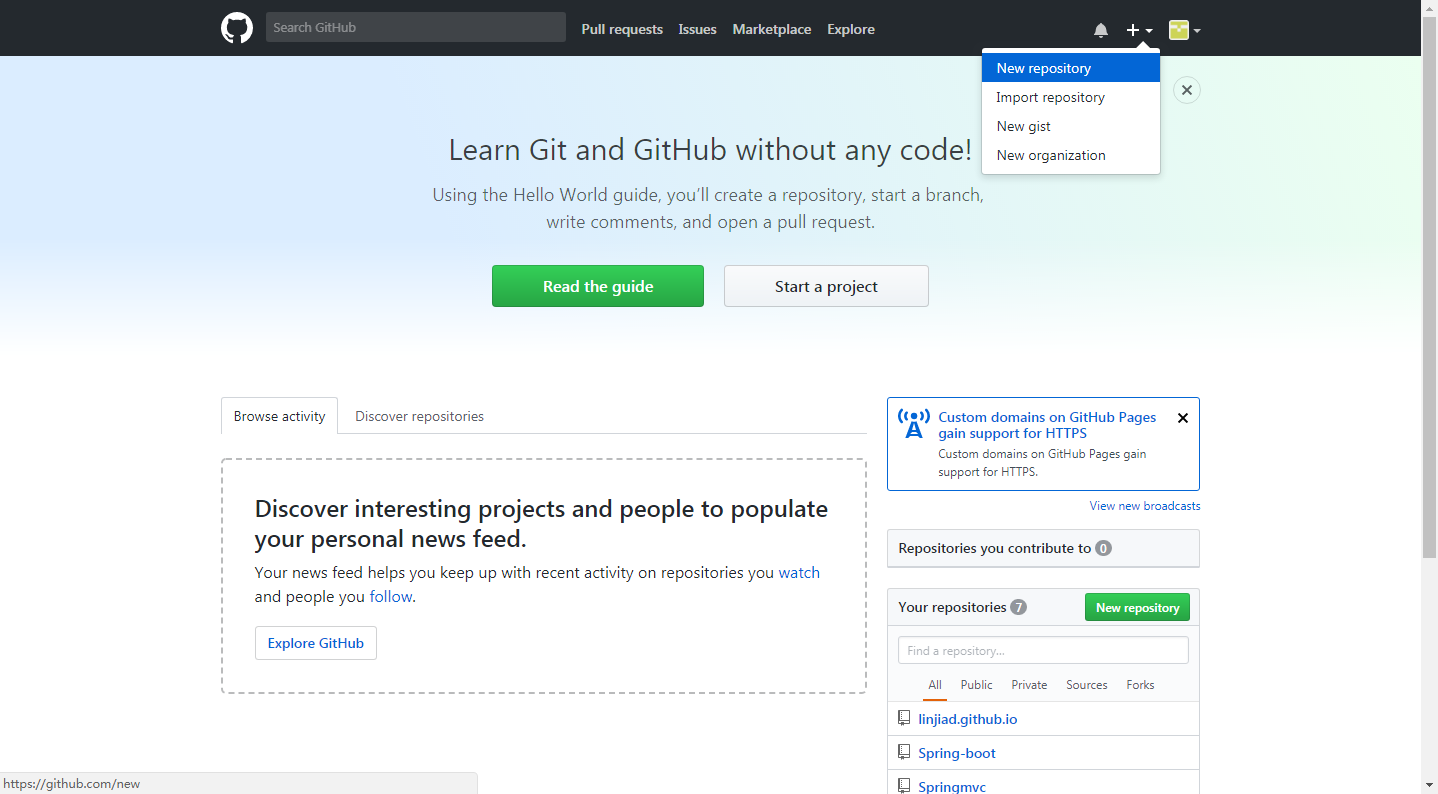 Search GitHub
Pull requests
Issues
Marketplace
Explore
New repository
Import repository
New gist
New organization
Learn Git and GitHub without any code!
Using the Hello World guide, you’ll create a repository, start a branch,
write comments, and open a pull request.
Read the guide
Start a project
Browse activity
Discover repositories
Discover interesting projects and people to populate
your personal news feed.
Your news feed helps you keep up with recent activity on repositories you watch
and people you follow.
Explore GitHub
Custom domains on GitHub Pages
gain support for HTTPS
Custom domains on GitHub Pages gain
support for HTTPS.
View new broadcasts
Repositories you contribute to 0
Your repositories 7
New repository
Find a repository...
All
Public
Private
Sources
Forks
linjiad.github.io
Spring-boot
Springmvc
https://github.com/new